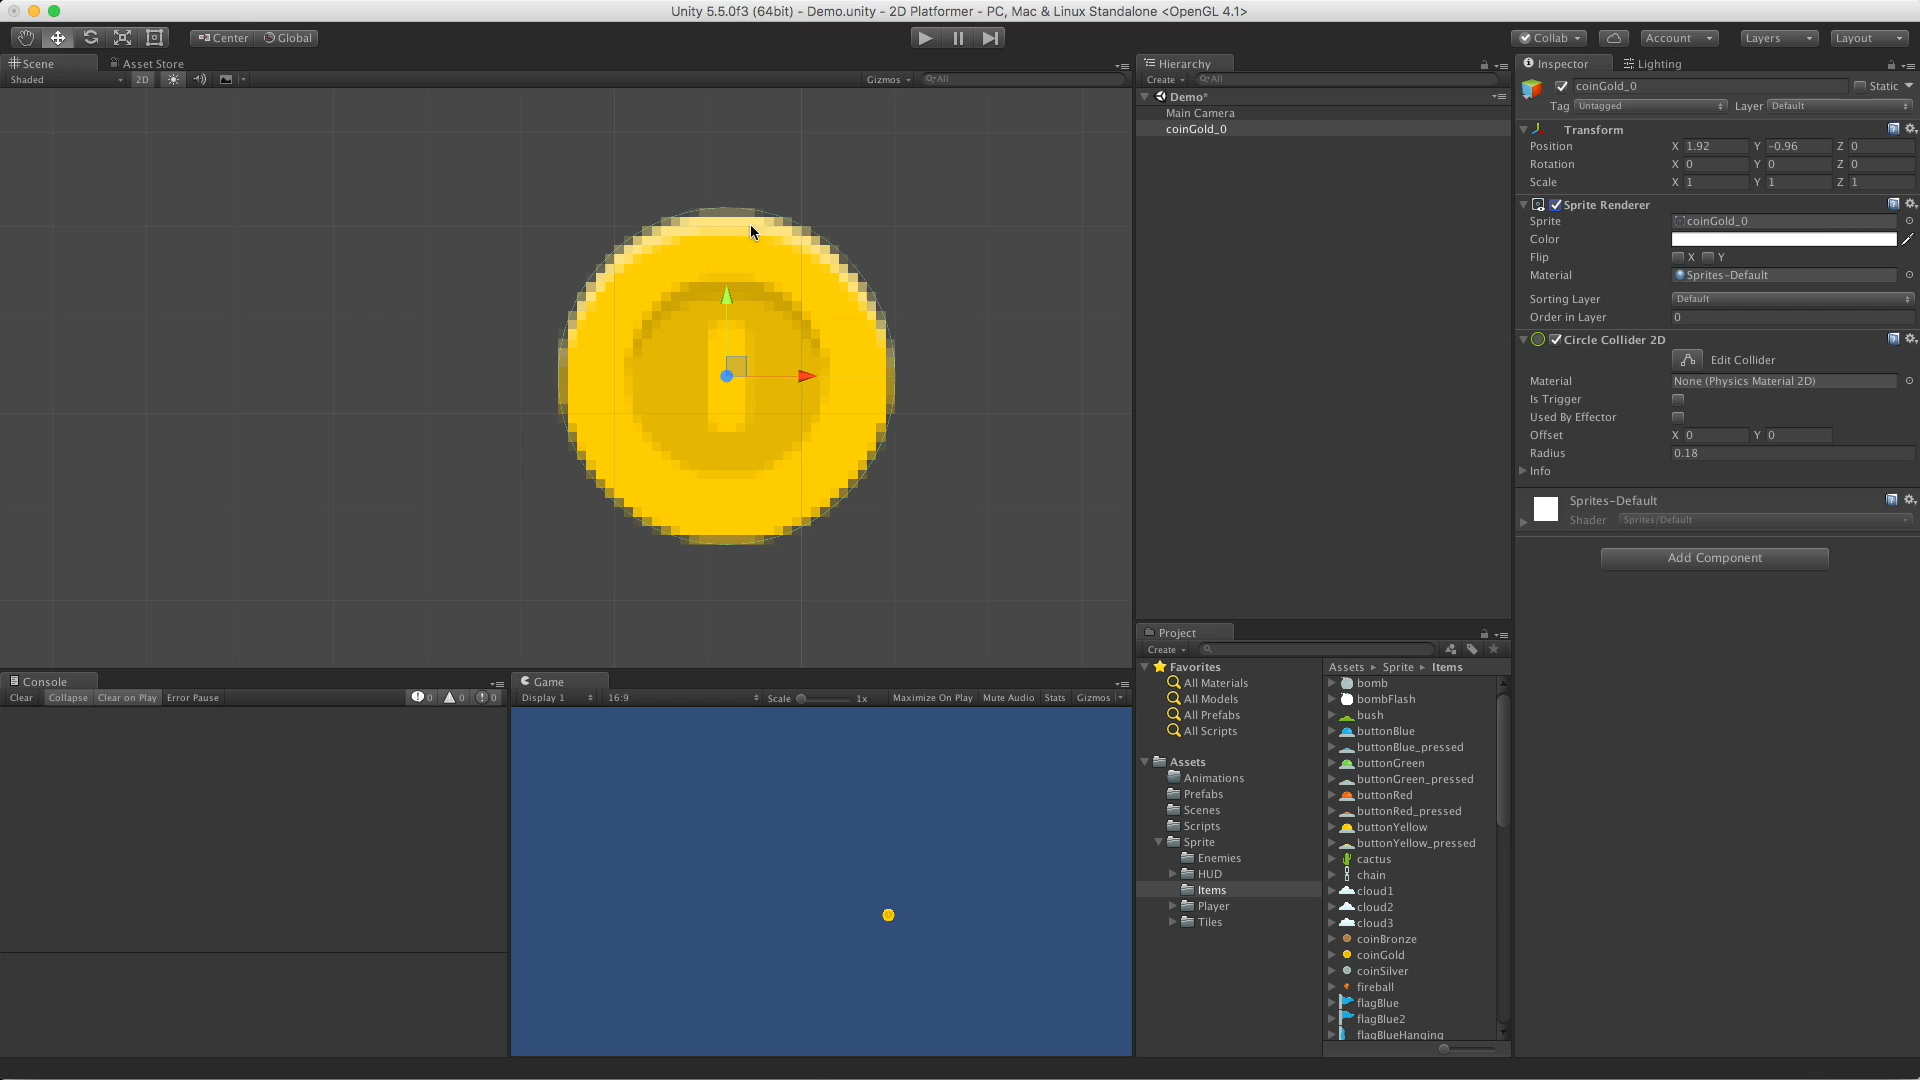 Unity 5.5.0f3 (64bit) - Demo.unity - 2D Platformer - PC, Mac & Linux Standalone <OpenGL 4.1>
Center Global
Collab Account Layers Layout
Scene Asset Store
Shaded 2D Gizmos All
Hierarchy
Create All
Demo*
Main Camera
coinGold_0
Inspector Lighting
coinGold_0 Static
Tag Untagged Layer Default
Transform
Position X 1.92 Y -0.96 Z 0
Rotation X 0 Y 0 Z 0
Scale X 1 Y 1 Z 1
Sprite Renderer
Sprite coinGold_0
Color
Flip X Y
Material Sprites-Default
Sorting Layer Default
Order in Layer 0
Circle Collider 2D
Edit Collider
Material None (Physics Material 2D)
Is Trigger
Used By Effector
Offset X 0 Y 0
Radius 0.18
Info
Sprites-Default
Shader Sprites/Default
Add Component
Console
Clear Collapse Clear on Play Error Pause 0 0 0
Game
Display 1 16:9 Scale 1x Maximize On Play Mute Audio Stats Gizmos
Project
Create
Favorites
All Materials
All Models
All Prefabs
All Scripts
Assets
Animations
Prefabs
Scenes
Scripts
Sprite
Enemies
HUD
Items
Player
Tiles
Assets Sprite Items
bomb
bombFlash
bush
buttonBlue
buttonBlue_pressed
buttonGreen
buttonGreen_pressed
buttonRed
buttonRed_pressed
buttonYellow
buttonYellow_pressed
cactus
chain
cloud1
cloud2
cloud3
coinBronze
coinGold
coinSilver
fireball
flagBlue
flagBlue2
flagBlueHanging